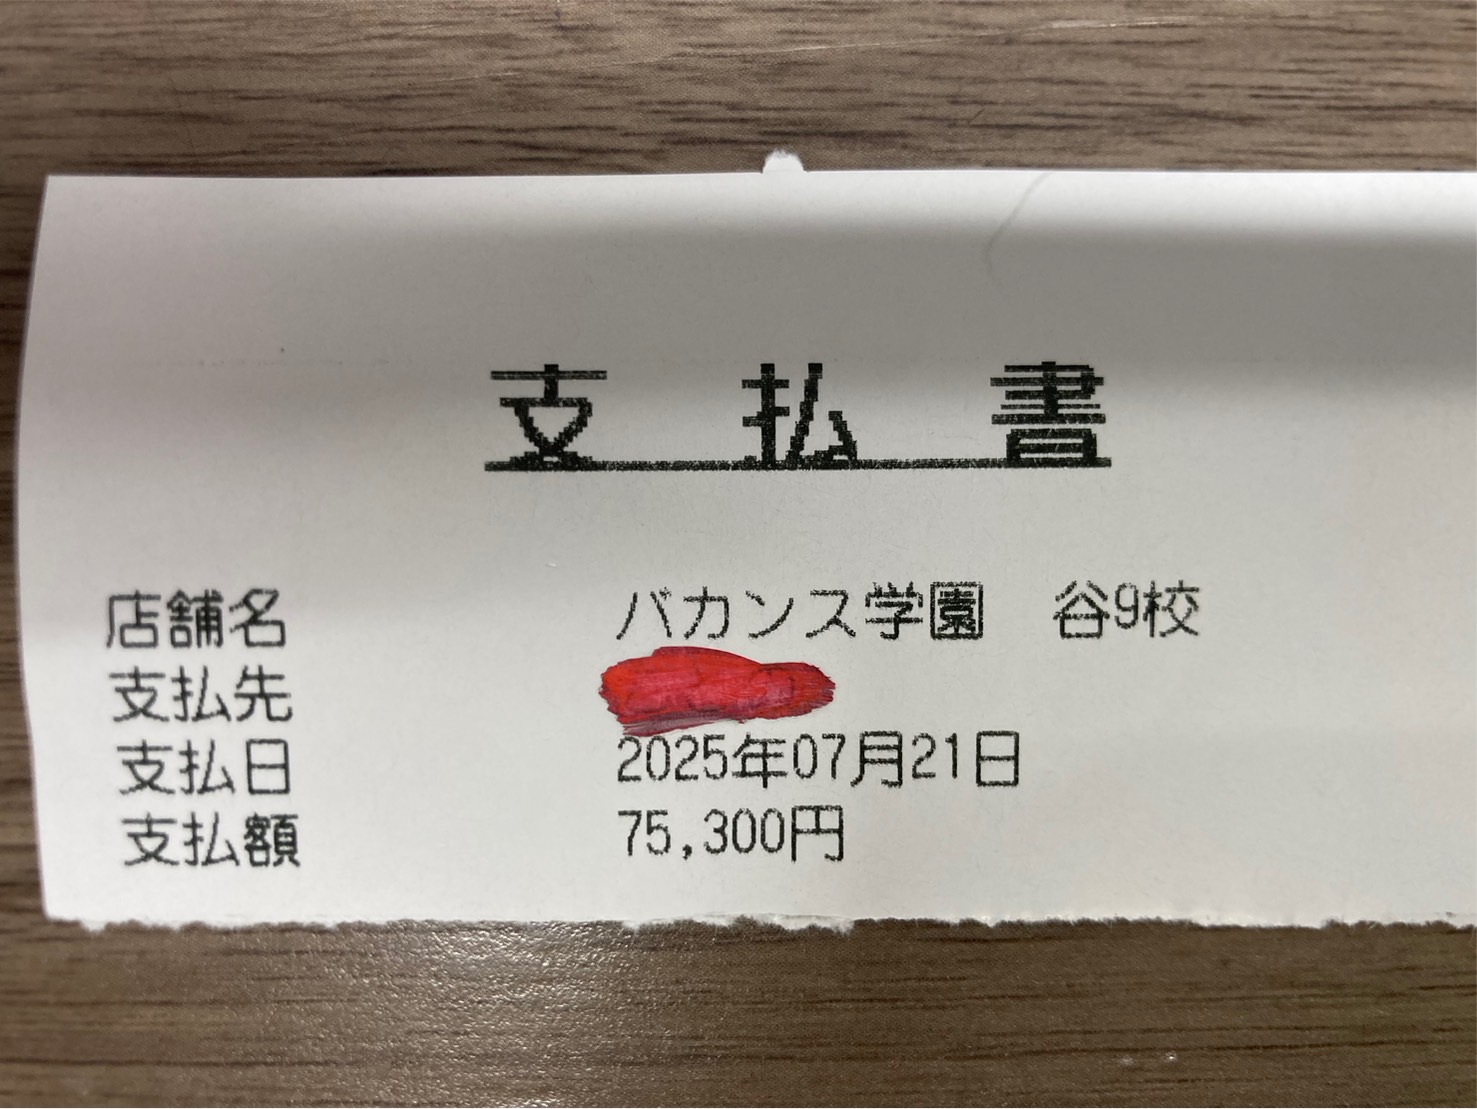 支　払　書
店舗名　バカンス学園　谷9校
支払先
支払日　2025年07月21日
支払額　75,300円